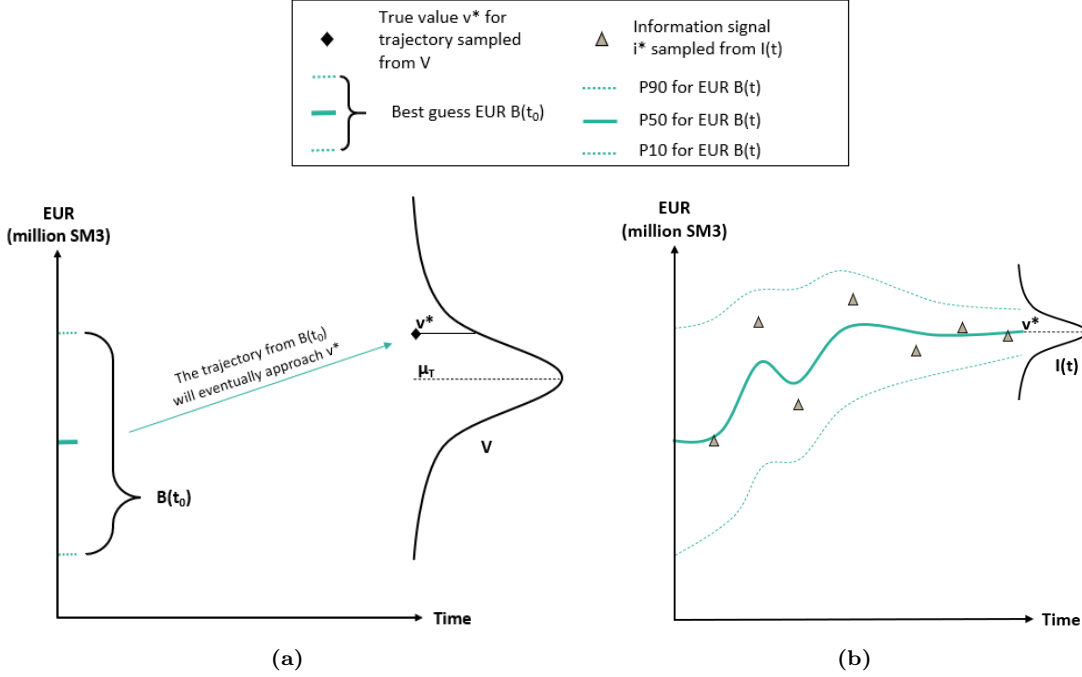 True value v* for
trajectory sampled
from V
Best guess EUR B(t₀)
Information signal
i* sampled from I(t)
P90 for EUR B(t)
P50 for EUR B(t)
P10 for EUR B(t)
EUR
(million SM3)
The trajectory from B(t₀)
will eventually approach v*
B(t₀)
v*
μ_T
V
Time
(a)
EUR
(million SM3)
v*
I(t)
Time
(b)